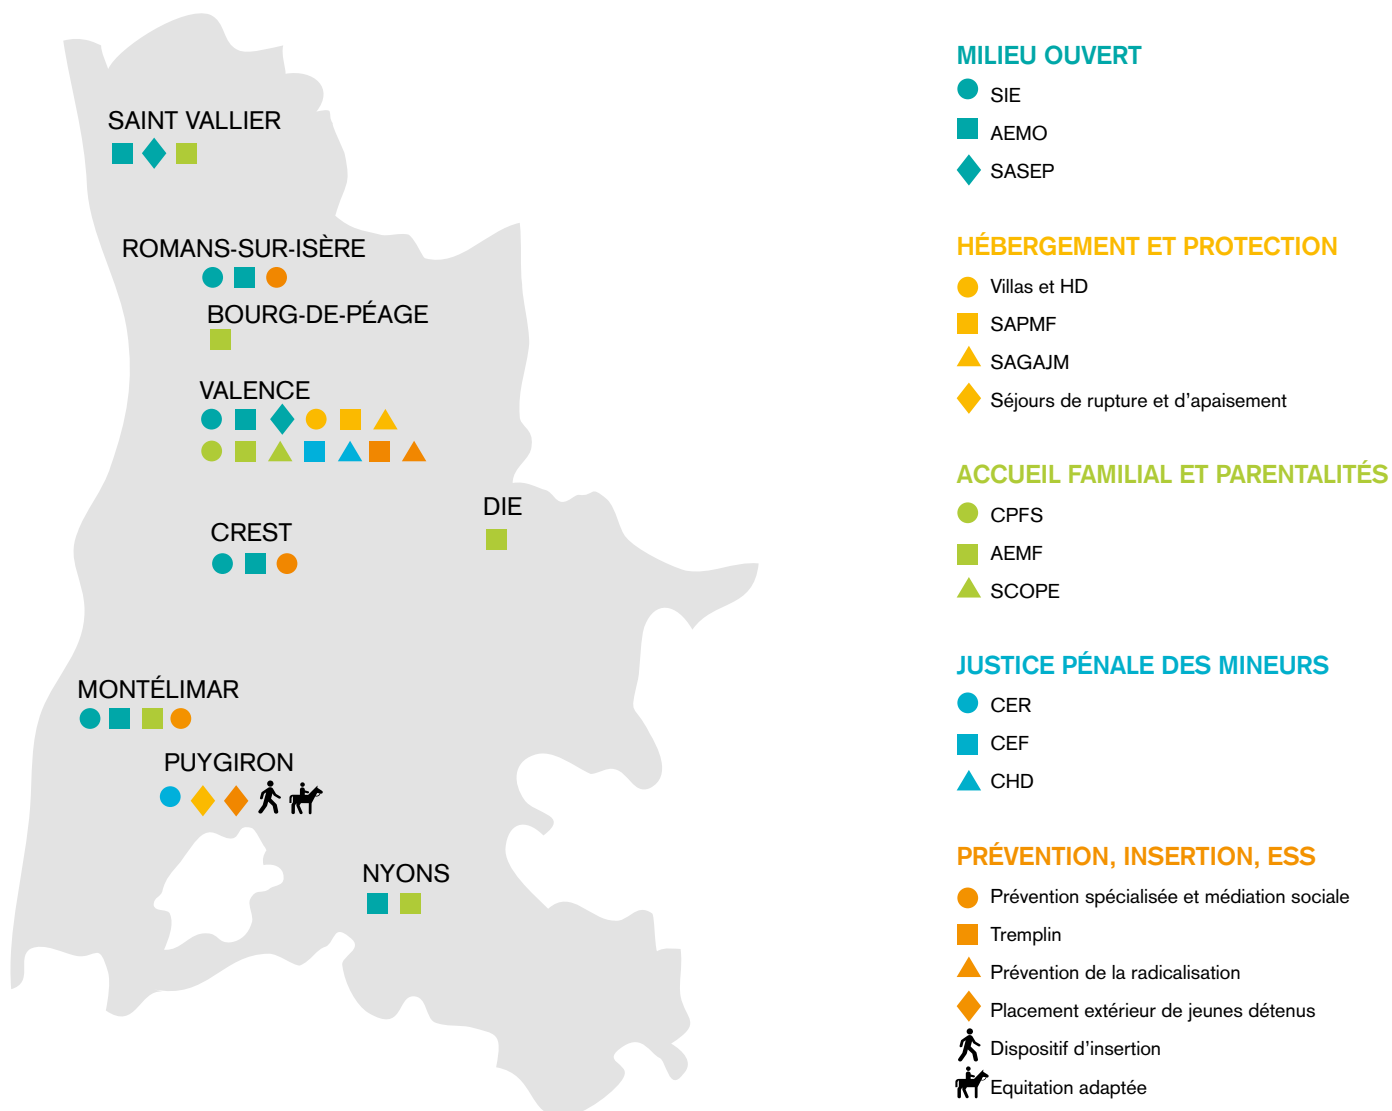 SAINT VALLIER
ROMANS-SUR-ISÈRE
BOURG-DE-PÉAGE
VALENCE
DIE
CREST
MONTÉLIMAR
PUYGIRON
NYONS
MILIEU OUVERT
SIE
AEMO
SASEP
HÉBERGEMENT ET PROTECTION
Villas et HD
SAPMF
SAGAJM
Séjours de rupture et d’apaisement
ACCUEIL FAMILIAL ET PARENTALITÉS
CPFS
AEMF
SCOPE
JUSTICE PÉNALE DES MINEURS
CER
CEF
CHD
PRÉVENTION, INSERTION, ESS
Prévention spécialisée et médiation sociale
Tremplin
Prévention de la radicalisation
Placement extérieur de jeunes détenus
Dispositif d’insertion
Equitation adaptée